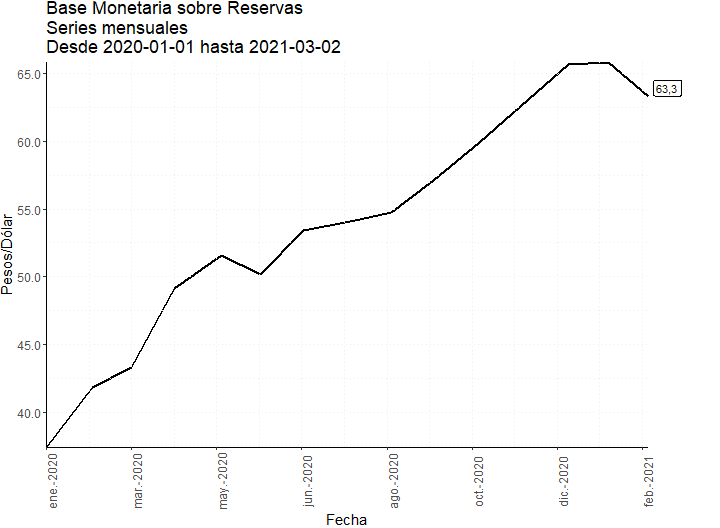 Base Monetaria sobre Reservas
Series mensuales
Desde 2020-01-01 hasta 2021-03-02
65.0
63,3
60.0
55.0
50.0
45.0
40.0
Pesos/Dólar
ene.-2020
mar.-2020
may.-2020
jun.-2020
ago.-2020
oct.-2020
dic.-2020
feb.-2021
Fecha